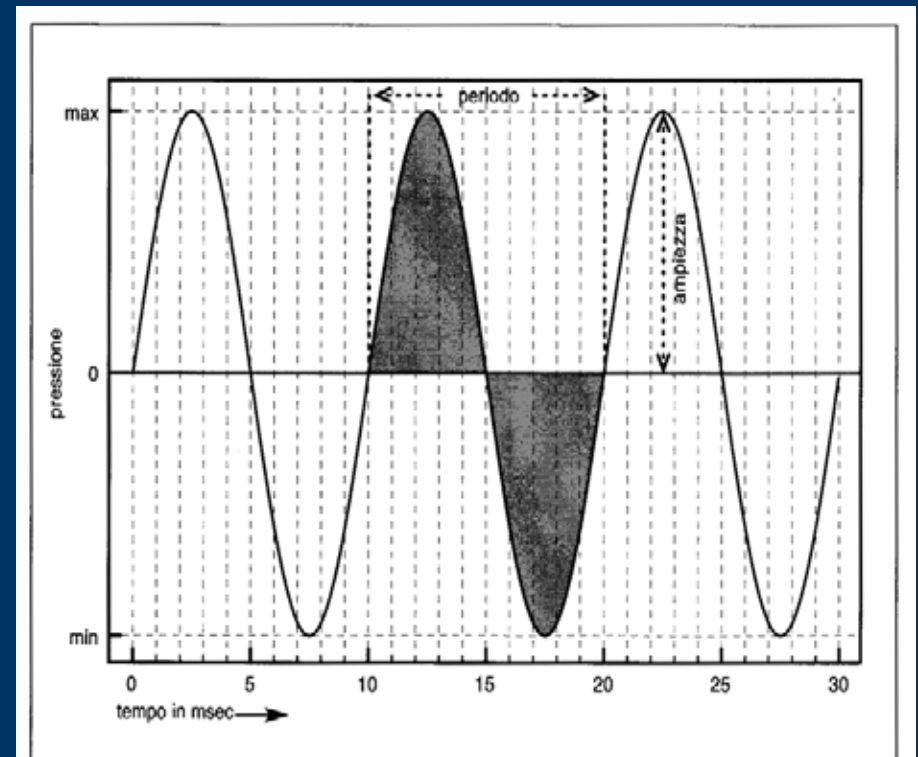 periodo
max
ampiezza
pressione
0
min
0 5 10 15 20 25 30
tempo in msec